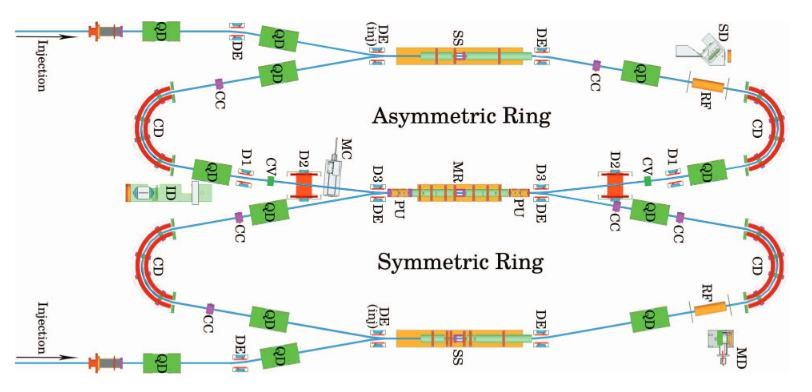 QD
DE
QD
DE
(inj)
SS
DE
SD
Injection
QD
CC
CC
QD
RF
CD
Asymmetric Ring
CD
QD
D1
CV
D2
MC
D3
MR
D3
D2
CV
D1
QD
ID
CC
QD
DE
PU
PU
DE
CC
QD
CC
CD
Symmetric Ring
CD
Injection
CC
QD
DE
(inj)
DE
QD
RF
QD
DE
QD
SS
MD